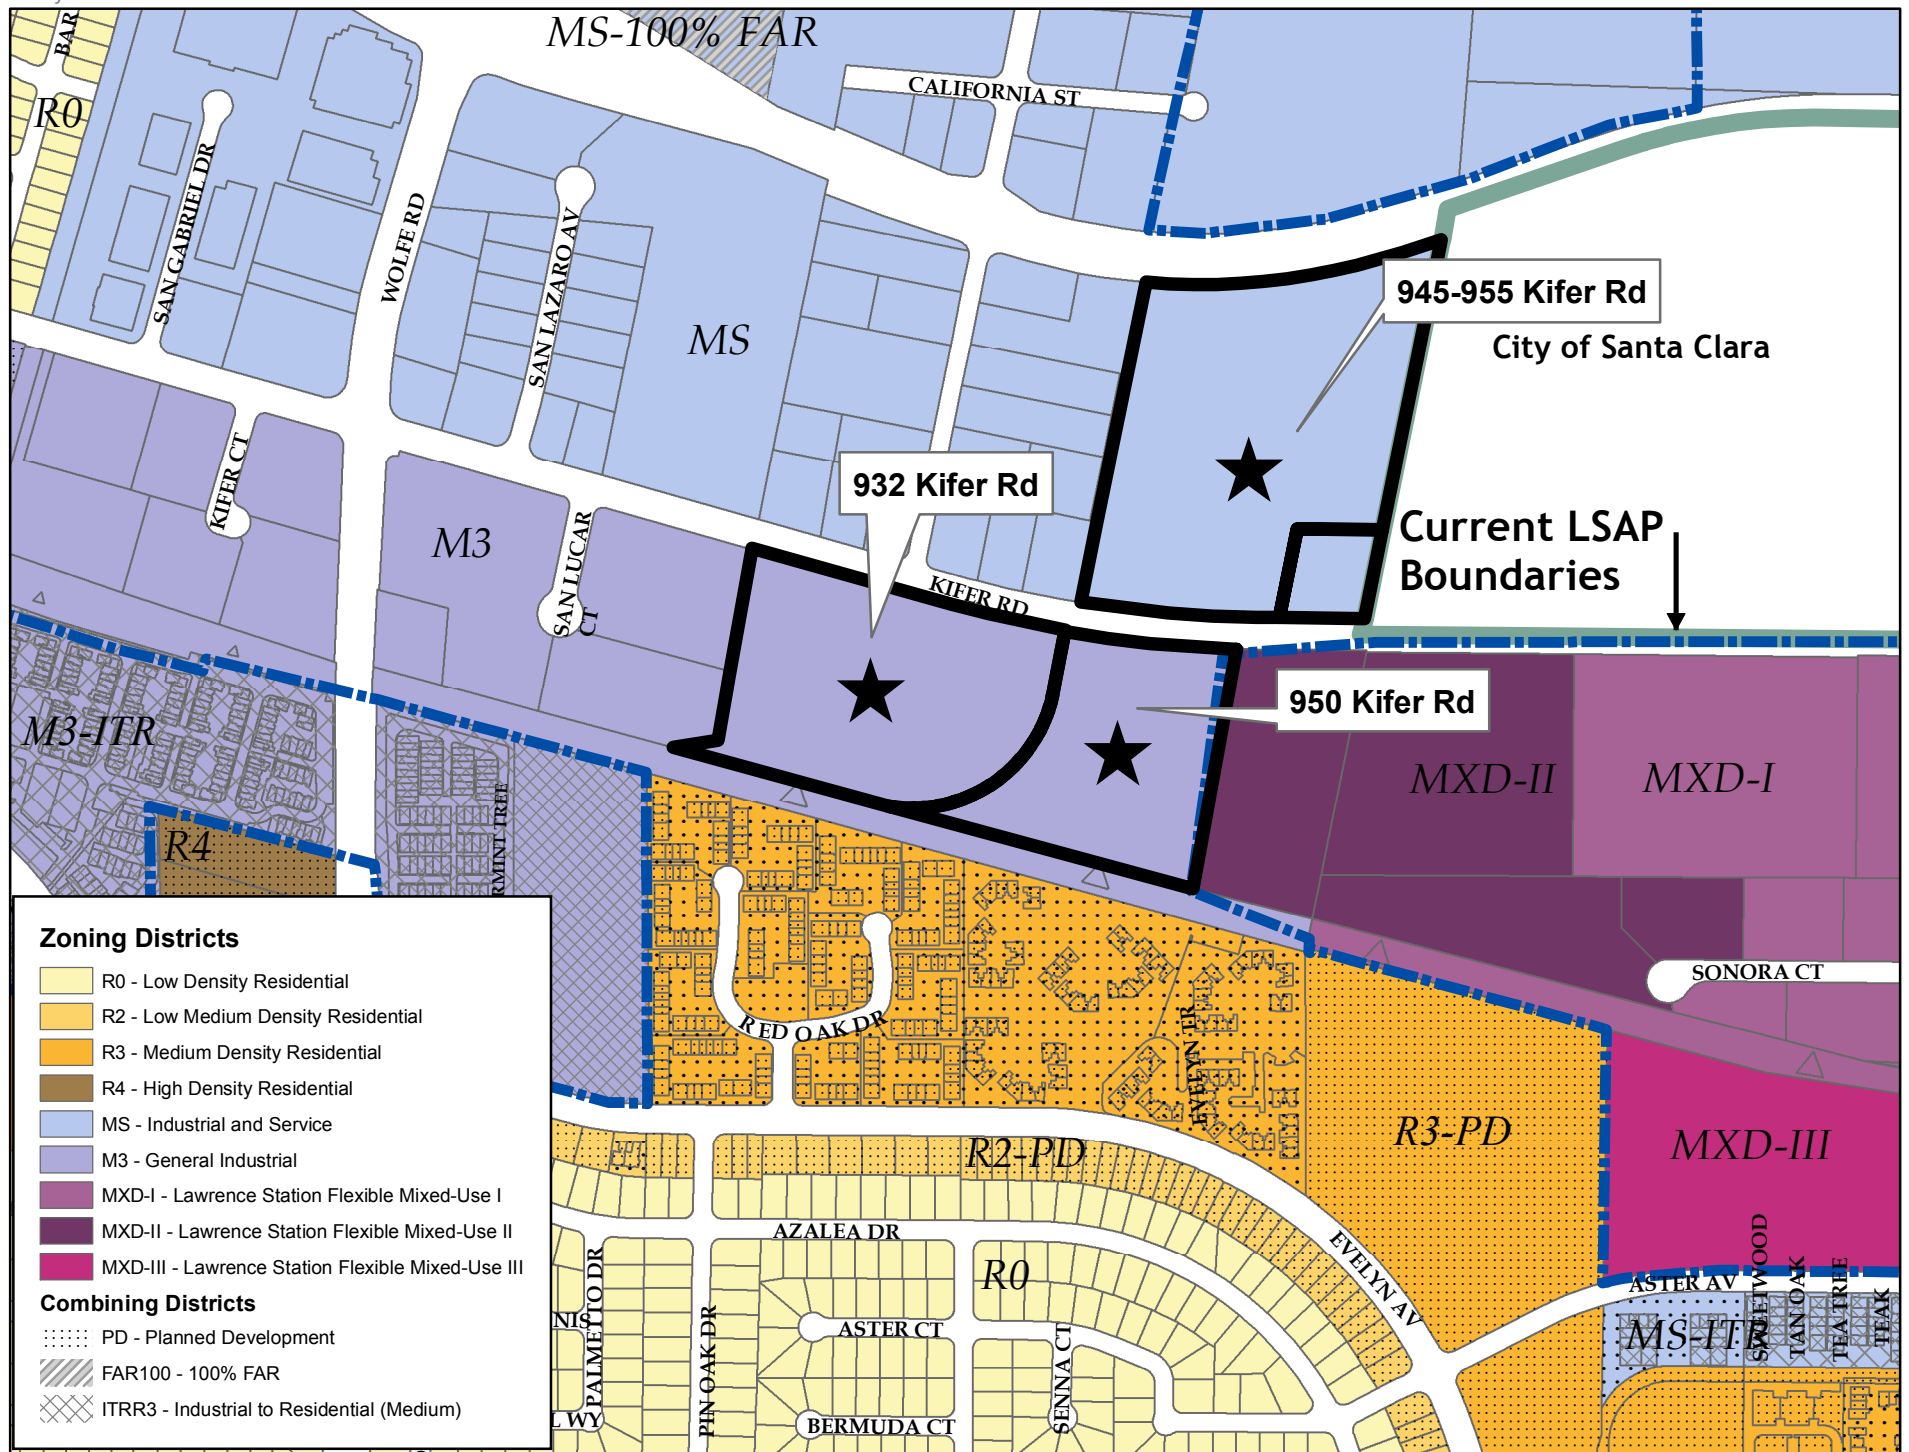 MS-100% FAR
BAR
CALIFORNIA ST
R0
SAN GABRIEL DR
WOLFE RD
SAN LAZARO AV
945-955 Kifer Rd
MS
City of Santa Clara
932 Kifer Rd
KIFER CT
M3
SAN LUCAR
CT
Current LSAP
Boundaries
KIFER RD
950 Kifer Rd
M3-ITR
MXD-II
MXD-I
R4
RMINT TREE
SONORA CT
RED OAK DR
EVELYN TR
R3-PD
MXD-III
R2-PD
AZALEA DR
EVELYN AV
R0
ASTER AV
SWEETWOOD
TAN OAK
TEA TREE
TEAK
MS-ITR
NIS
PALMETTO DR
PIN OAK DR
ASTER CT
SENNA CT
L WY
BERMUDA CT
Zoning Districts
R0 - Low Density Residential
R2 - Low Medium Density Residential
R3 - Medium Density Residential
R4 - High Density Residential
MS - Industrial and Service
M3 - General Industrial
MXD-I - Lawrence Station Flexible Mixed-Use I
MXD-II - Lawrence Station Flexible Mixed-Use II
MXD-III - Lawrence Station Flexible Mixed-Use III
Combining Districts
PD - Planned Development
FAR100 - 100% FAR
ITRR3 - Industrial to Residential (Medium)